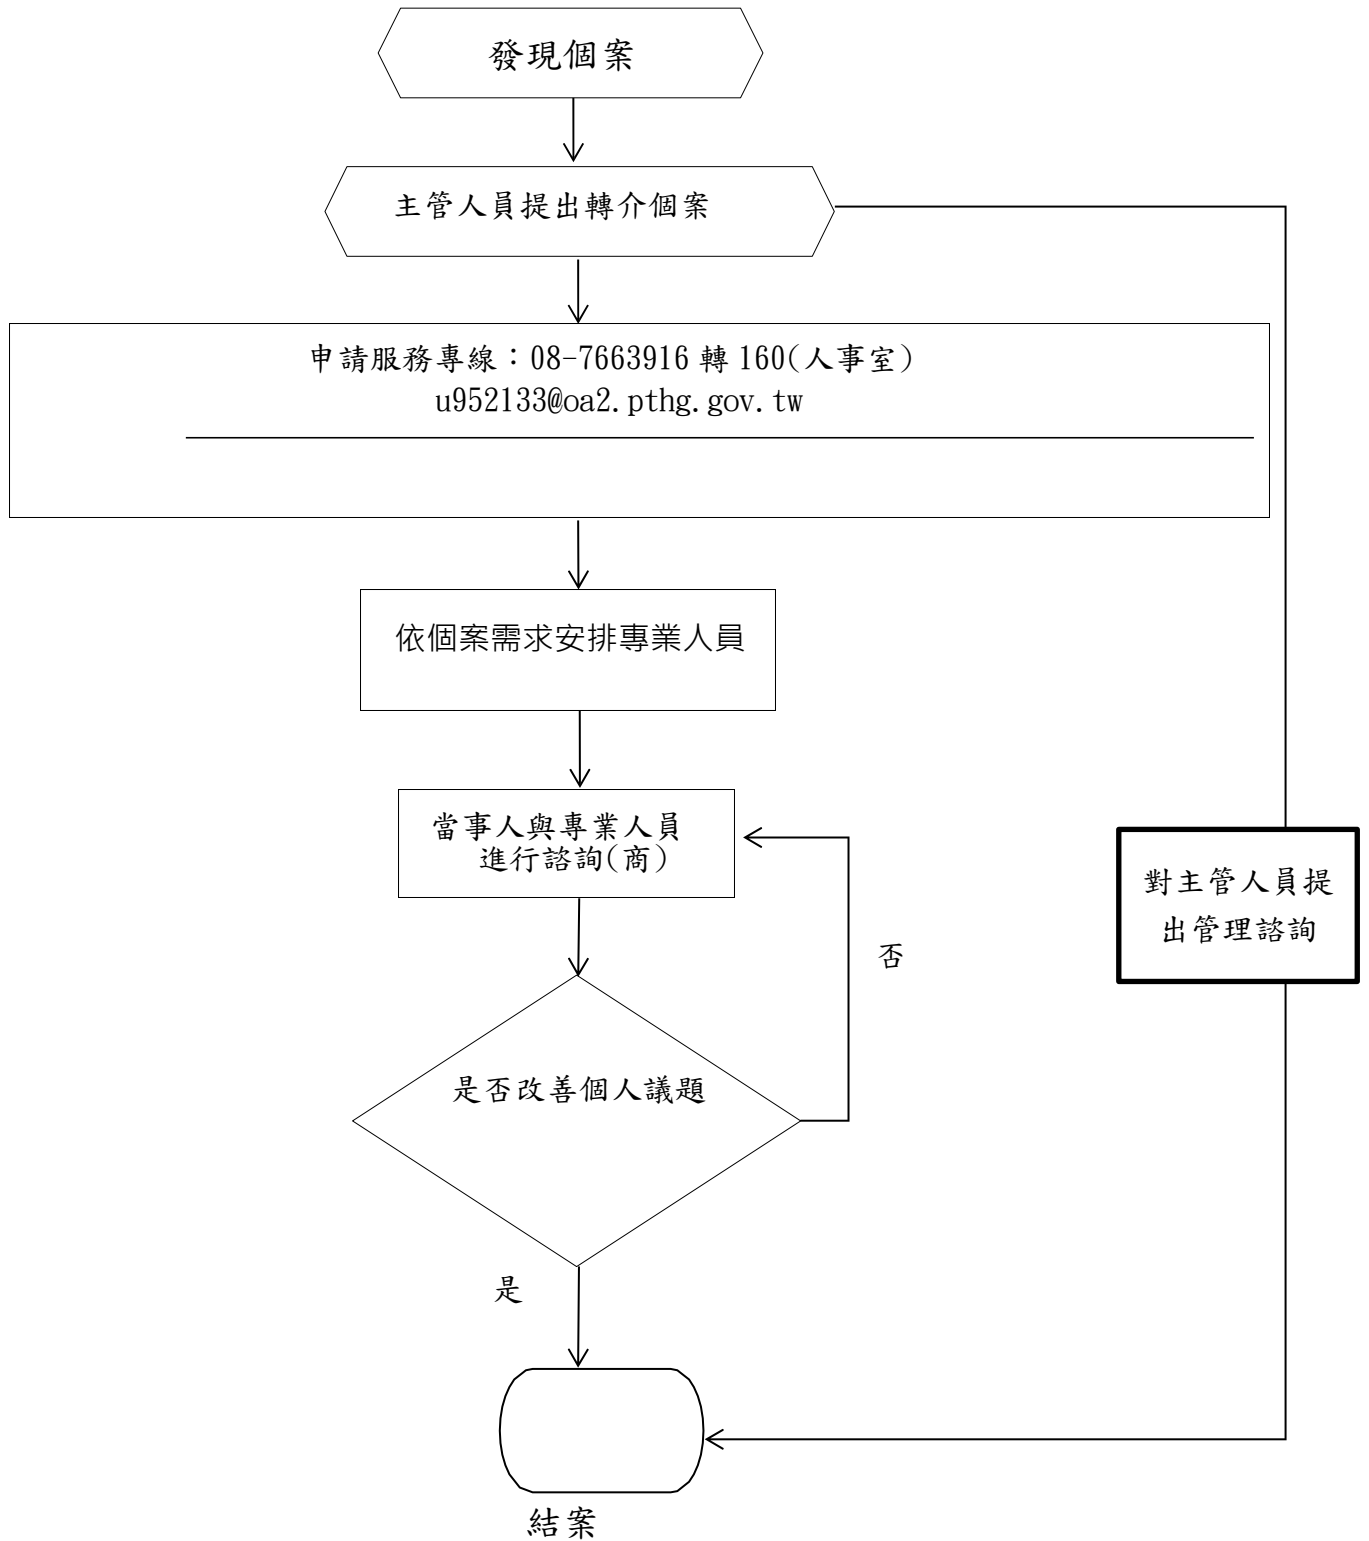 發現個案
主管人員提出轉介個案
申請服務專線：08-7663916 轉 160(人事室)
u952133@oa2.pthg.gov.tw
依個案需求安排專業人員
當事人與專業人員
進行諮詢(商)
對主管人員提
出管理諮詢
否
是否改善個人議題
是
結案